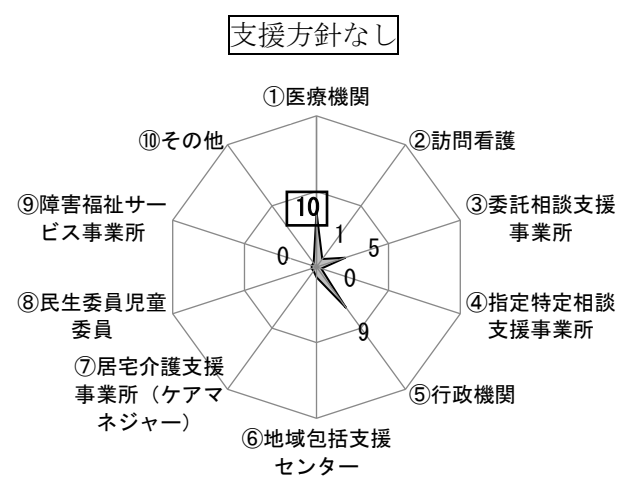 支援方針なし
①医療機関
⑩その他
②訪問看護
⑨障害福祉サー
ビス事業所
③委託相談支援
事業所
10
1
5
0
0
9
⑧民生委員児童
委員
④指定特定相談
支援事業所
⑦居宅介護支援
事業所（ケアマ
ネジャー）
⑤行政機関
⑥地域包括支援
センター